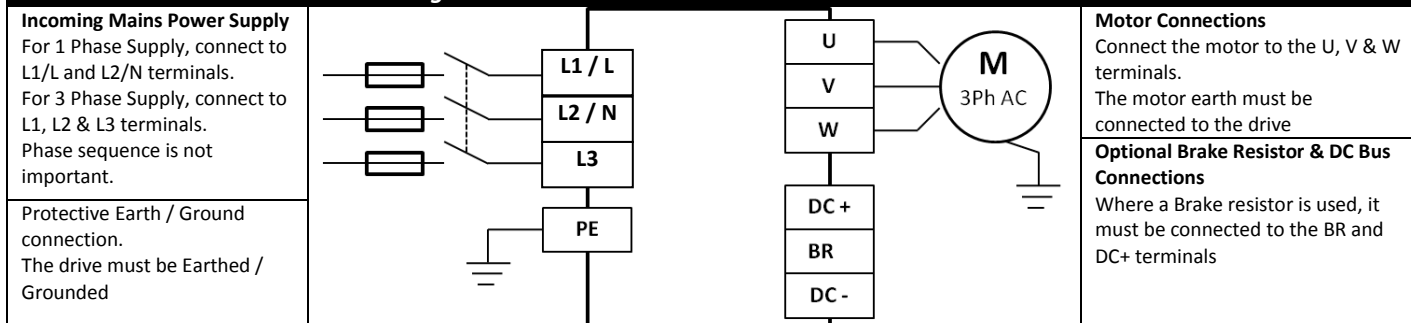 Incoming Mains Power Supply
For 1 Phase Supply, connect to
L1/L and L2/N terminals.
For 3 Phase Supply, connect to
L1, L2 & L3 terminals.
Phase sequence is not
important.
Protective Earth / Ground
connection.
The drive must be Earthed /
Grounded
L1 / L
L2 / N
L3
PE
U
V
W
DC +
BR
DC -
M
3Ph AC
Motor Connections
Connect the motor to the U, V & W
terminals.
The motor earth must be
connected to the drive
Optional Brake Resistor & DC Bus
Connections
Where a Brake resistor is used, it
must be connected to the BR and
DC+ terminals